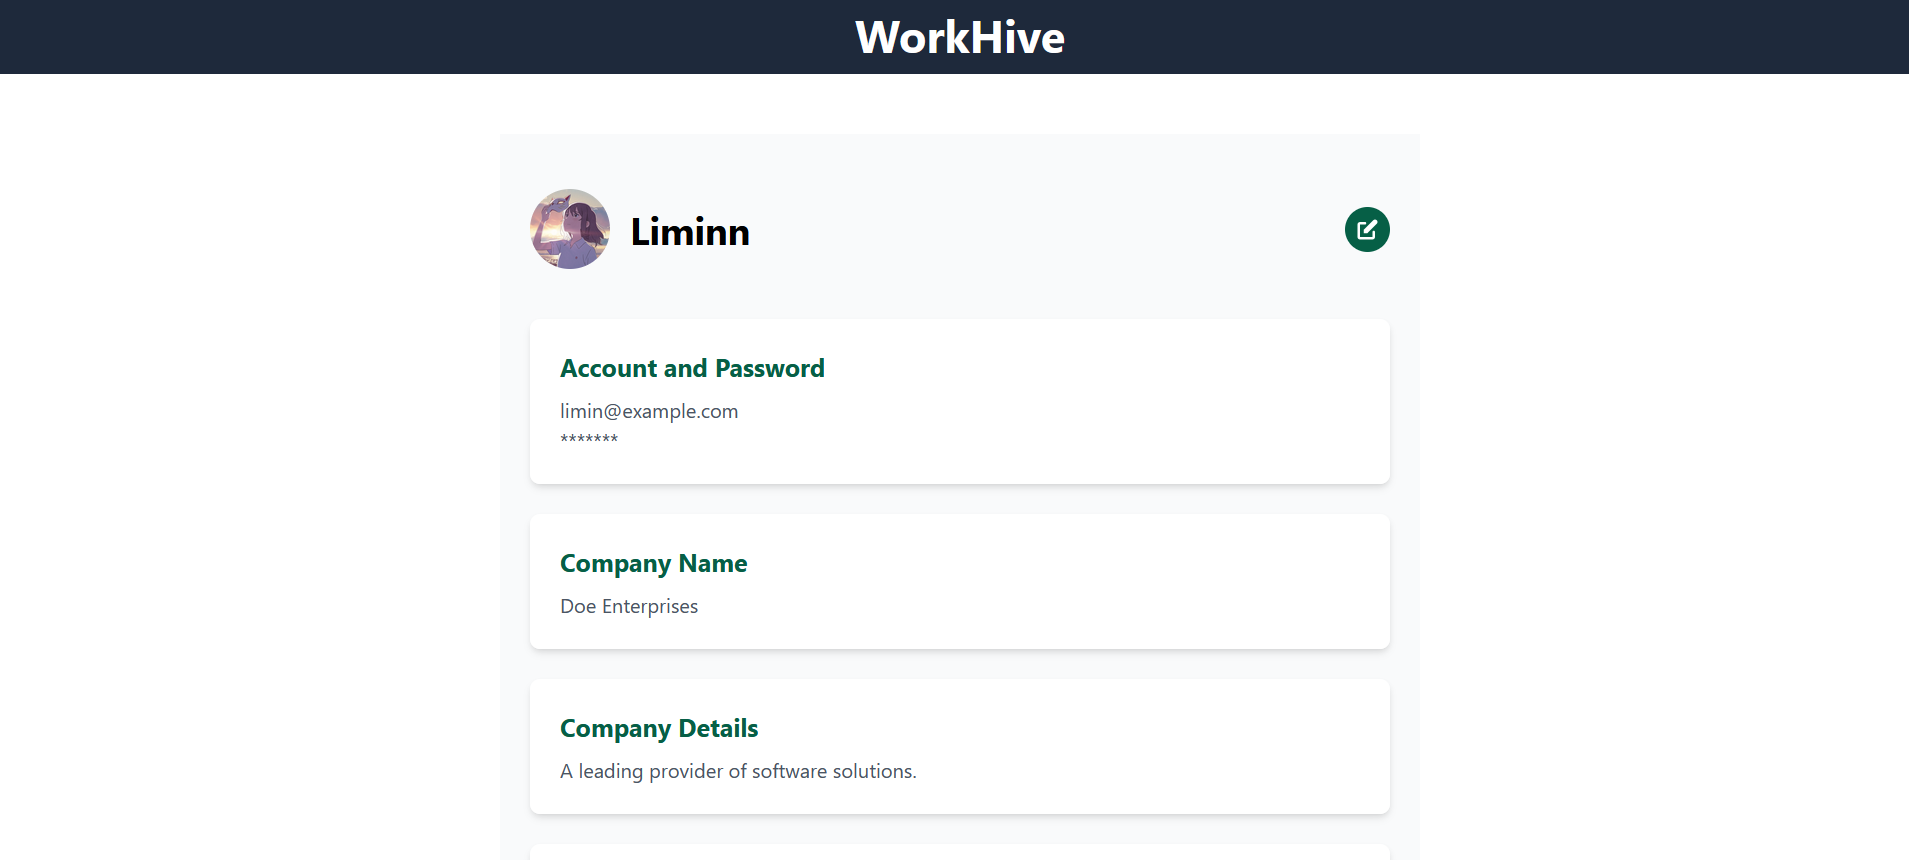 WorkHive
Liminn
Account and Password
limin@example.com
*******
Company Name
Doe Enterprises
Company Details
A leading provider of software solutions.